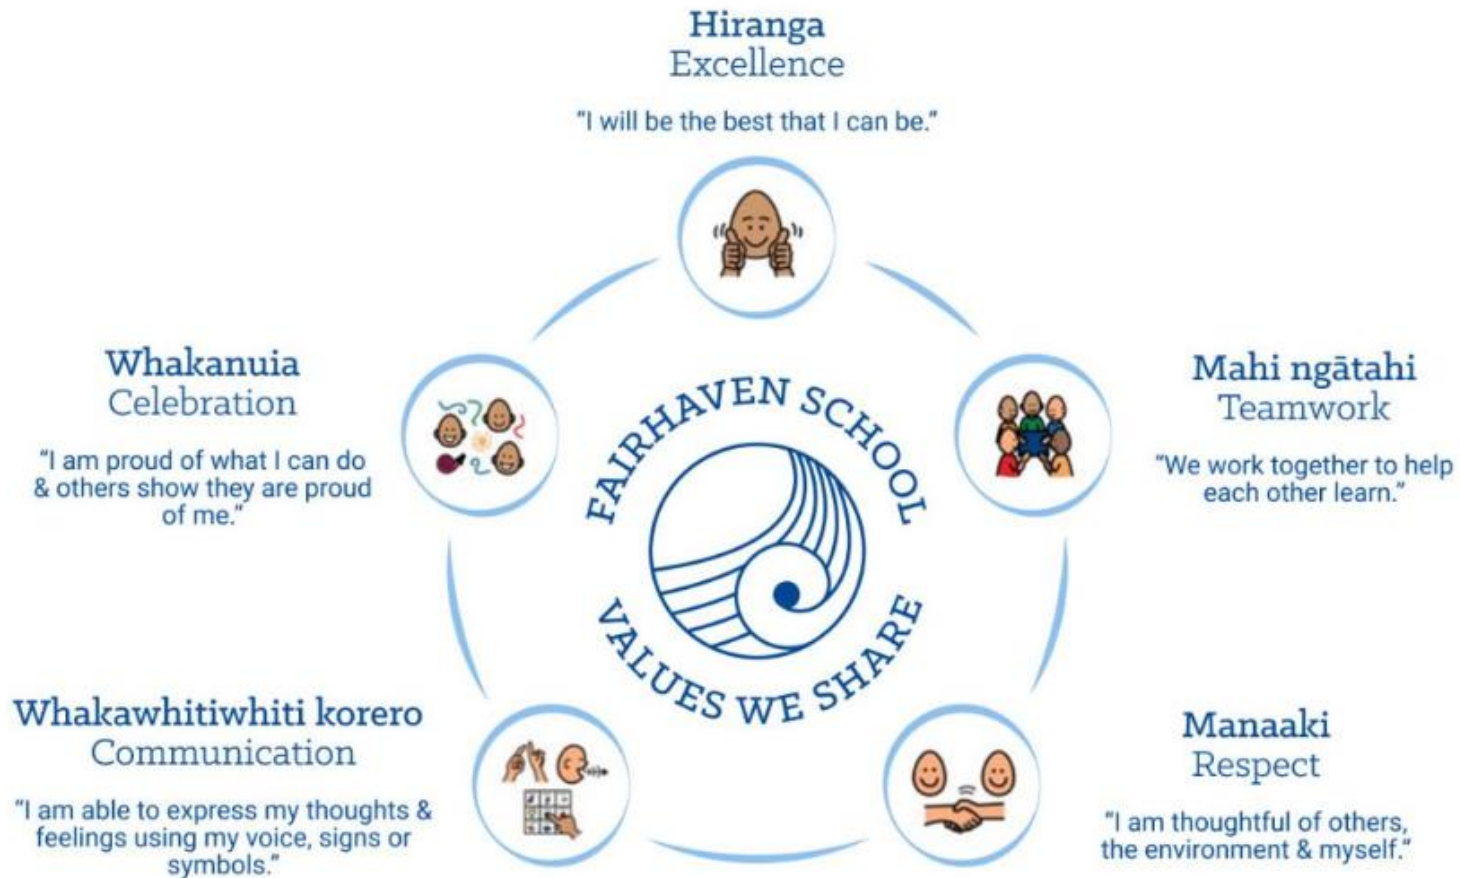 Hiranga
Excellence
"I will be the best that I can be."
Whakanuia
Celebration
"I am proud of what I can do
& others show they are proud
of me."
Mahi ngātahi
Teamwork
"We work together to help
each other learn."
FAIRHAVEN SCHOOL
VALUES WE SHARE
Whakawhitiwhiti korero
Communication
"I am able to express my thoughts &
feelings using my voice, signs or
symbols."
Manaaki
Respect
"I am thoughtful of others,
the environment & myself."